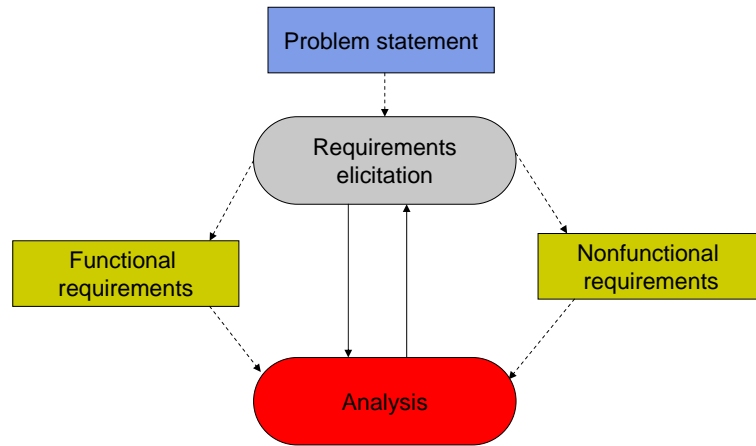 Problem statement
Requirements
elicitation
Functional
requirements
Nonfunctional
requirements
Analysis